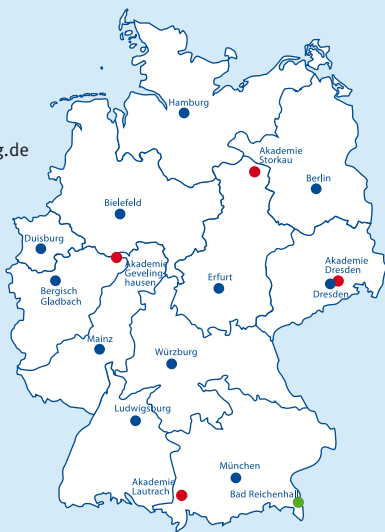 Hamburg
g.de
Akademie
Storkau
Berlin
Bielefeld
Duisburg
Akademie
Geveling
hausen
Bergisch
Gladbach
Erfurt
Akademie
Dresden
Dresden
Mainz
Würzburg
Ludwigsburg
München
Akademie
Lautrach
Bad Reichenhall